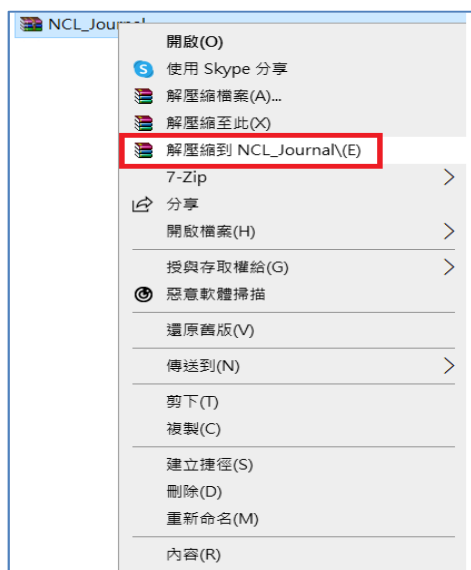 NCL_Journal
開啟(O)
使用 Skype 分享
解壓縮檔案(A)...
解壓縮至此(X)
解壓縮到 NCL_Journal\(E)
7-Zip
分享
開啟檔案(H)
授與存取權給(G)
惡意軟體掃描
還原舊版(V)
傳送到(N)
剪下(T)
複製(C)
建立捷徑(S)
刪除(D)
重新命名(M)
內容(R)